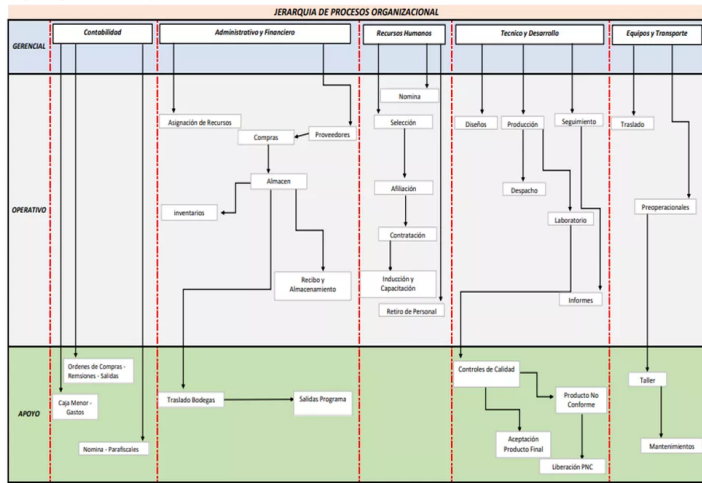 JERARQUIA DE PROCESOS ORGANIZACIONAL
GERENCIAL
Contabilidad
Administrativo y Financiero
Recursos Humanos
Tecnico y Desarrollo
Equipos y Transporte
OPERATIVO
Asignación de Recursos
Compras
Proveedores
Almacen
inventarios
Recibo y
Almacenamiento
Nomina
Selección
Afiliación
Contratación
Inducción y
Capacitación
Retiro de Personal
Diseños
Producción
Seguimiento
Despacho
Laboratorio
Informes
Traslado
Preoperacionales
APOYO
Ordenes de Compras -
Remsiones - Salidas
Caja Menor -
Gastos
Nomina - Parafiscales
Traslado Bodegas
Salidas Programa
Controles de Calidad
Producto No
Conforme
Aceptación
Producto Final
Liberación PNC
Taller
Mantenimientos